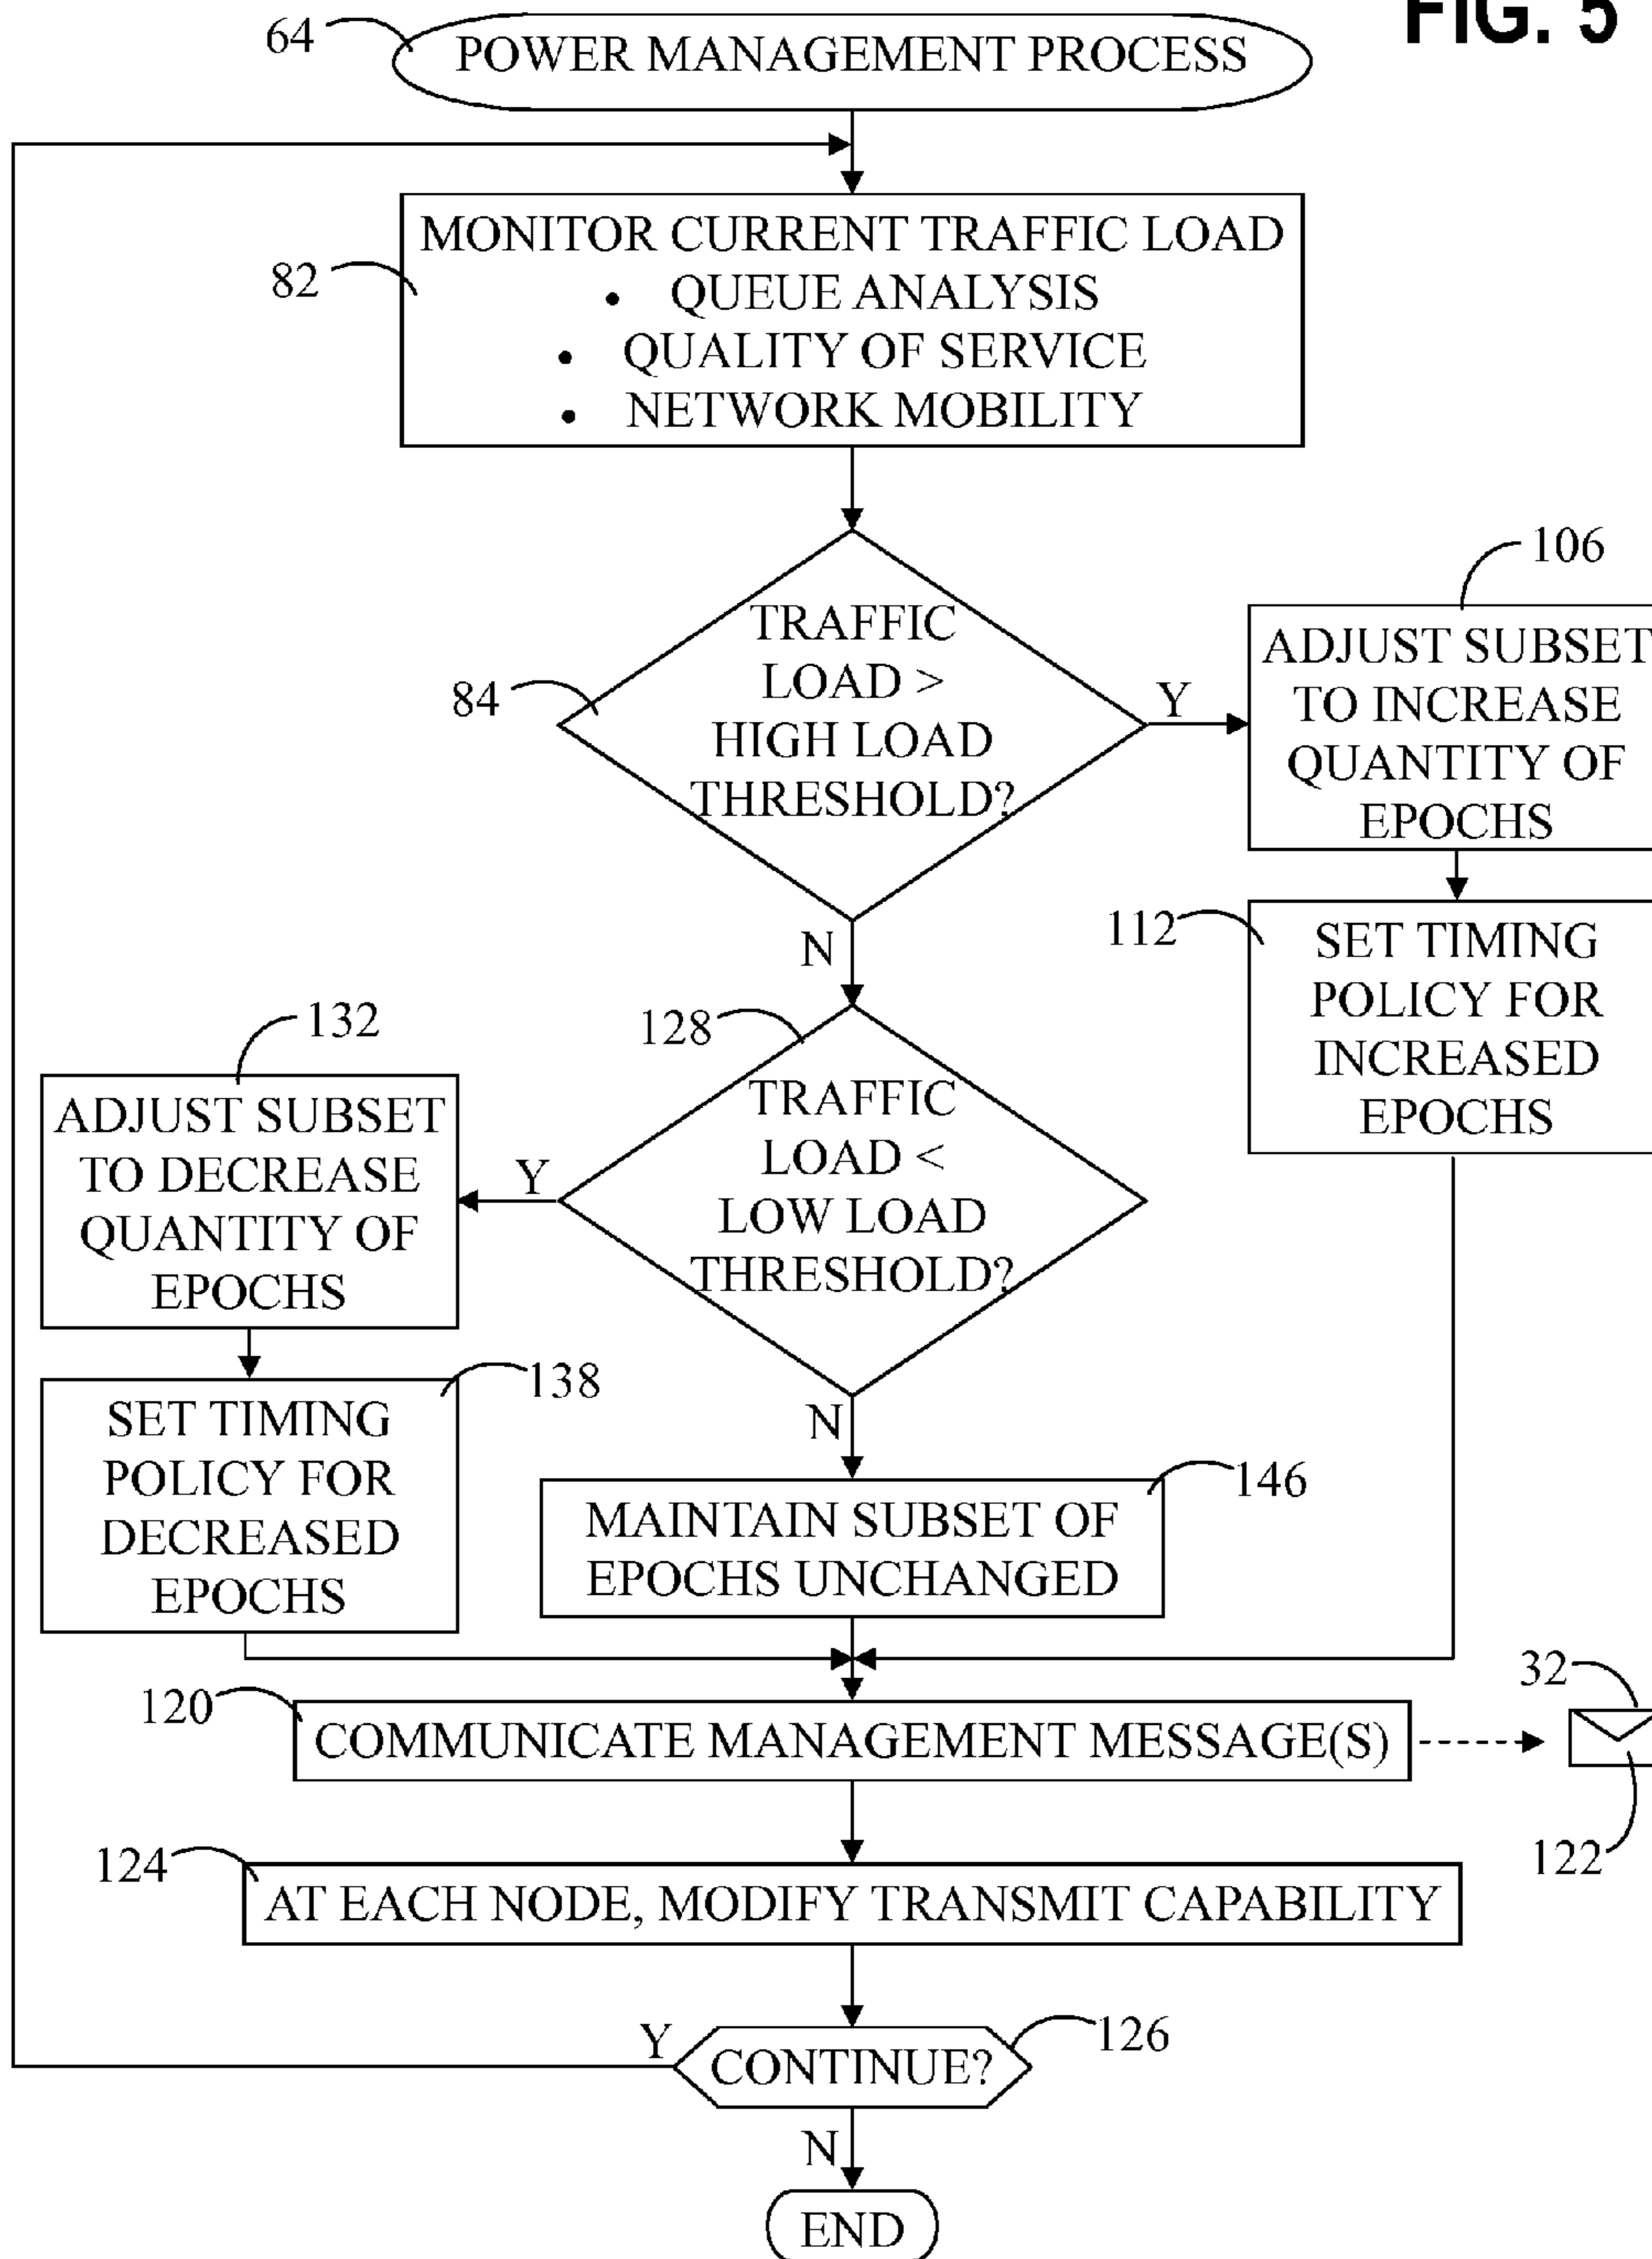 FIG. 5
64
POWER MANAGEMENT PROCESS
82
MONITOR CURRENT TRAFFIC LOAD
• QUEUE ANALYSIS
• QUALITY OF SERVICE
• NETWORK MOBILITY
84
TRAFFIC
LOAD >
HIGH LOAD
THRESHOLD?
Y
106
ADJUST SUBSET
TO INCREASE
QUANTITY OF
EPOCHS
112
SET TIMING
POLICY FOR
INCREASED
EPOCHS
N
128
TRAFFIC
LOAD <
LOW LOAD
THRESHOLD?
Y
132
ADJUST SUBSET
TO DECREASE
QUANTITY OF
EPOCHS
138
SET TIMING
POLICY FOR
DECREASED
EPOCHS
N
146
MAINTAIN SUBSET OF
EPOCHS UNCHANGED
120
COMMUNICATE MANAGEMENT MESSAGE(S)
32
122
124
AT EACH NODE, MODIFY TRANSMIT CAPABILITY
126
Y
CONTINUE?
N
END